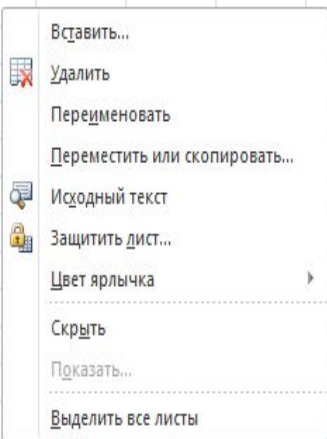 Вставить...
Удалить
Переименовать
Переместить или скопировать...
Исходный текст
Защитить лист...
Цвет ярлычка
Скрыть
Показать...
Выделить все листы